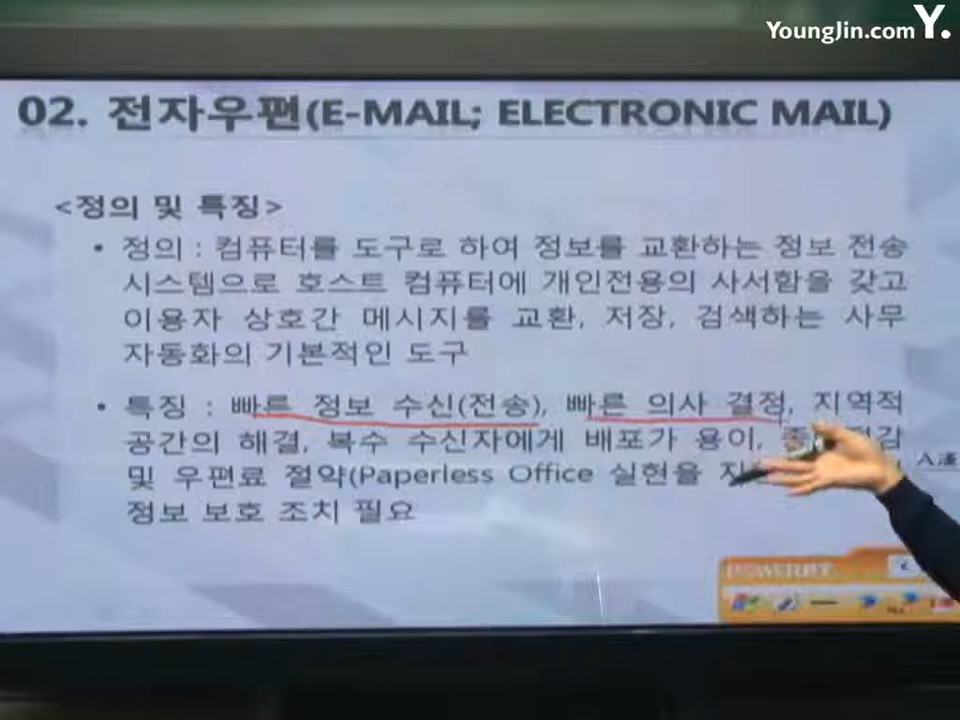 YoungJin.com Y.
02. 전자우편(E-MAIL; ELECTRONIC MAIL)
<정의 및 특징>
• 정의 : 컴퓨터를 도구로 하여 정보를 교환하는 정보 전송
시스템으로 호스트 컴퓨터에 개인전용의 사서함을 갖고
이용자 상호간 메시지를 교환, 저장, 검색하는 사무
자동화의 기본적인 도구
• 특징 : 빠른 정보 수신(전송), 빠른 의사 결정, 지역적
공간의 해결, 복수 수신자에게 배포가 용이,
및 우편료 절약(Paperless Office 실현을
정보 보호 조치 필요
A漢